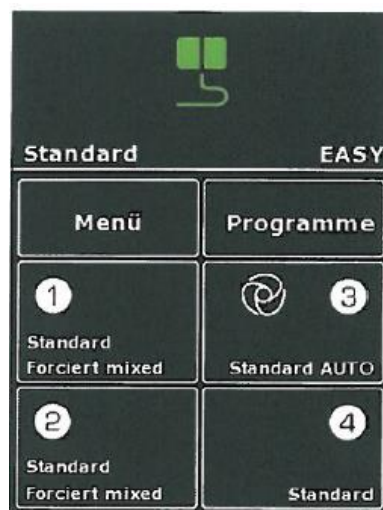 Standard EASY
Menü Programme
1 3
Standard
Forciert mixed Standard AUTO
2 4
Standard
Forciert mixed Standard